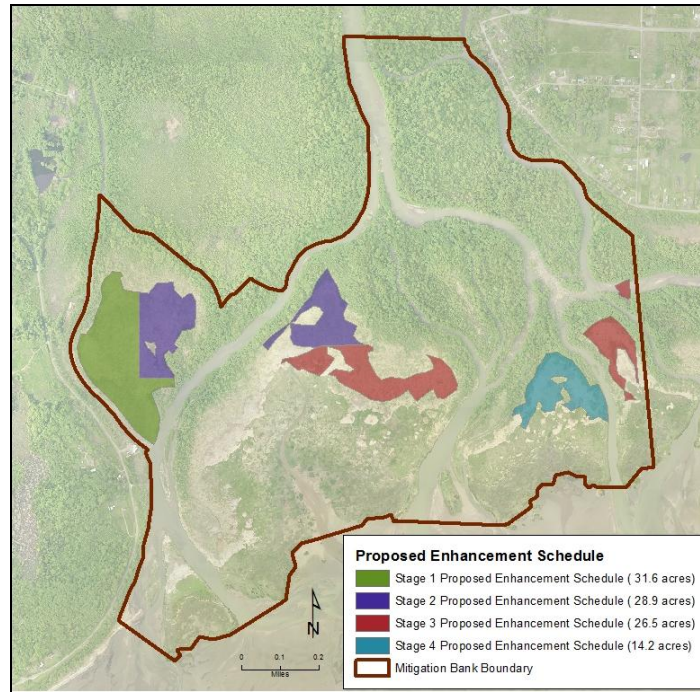 Proposed Enhancement Schedule
Stage 1 Proposed Enhancement Schedule ( 31.6 acres)
Stage 2 Proposed Enhancement Schedule ( 28.9 acres)
Stage 3 Proposed Enhancement Schedule ( 26.5 acres)
Stage 4 Proposed Enhancement Schedule (14.2 acres)
Mitigation Bank Boundary
N
0 0.1 0.2
Miles